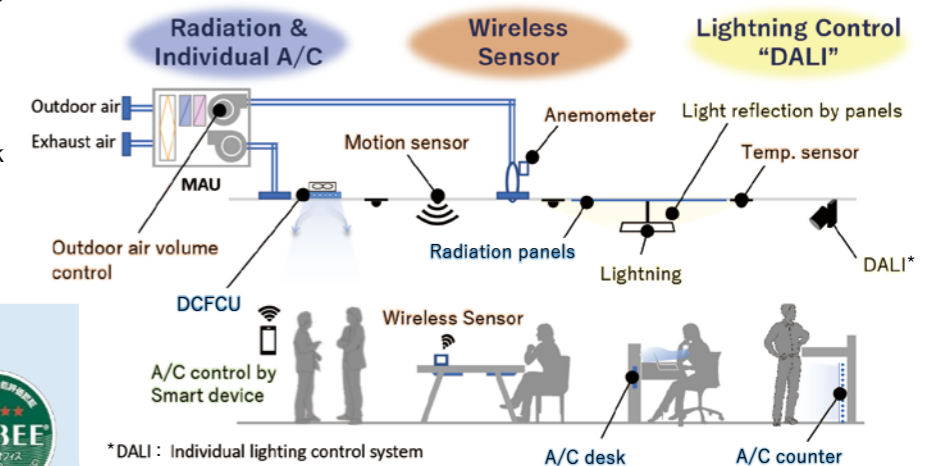 Radiation &
Individual A/C
Wireless
Sensor
Lightning Control
“DALI”
Outdoor air
Exhaust air
MAU
Motion sensor
Anemometer
Light reflection by panels
Temp. sensor
Outdoor air volume
control
DCFCU
Radiation panels
Lightning
DALI*
A/C control by
Smart device
Wireless Sensor
A/C desk
A/C counter
*DALI : Individual lighting control system
k
BEE